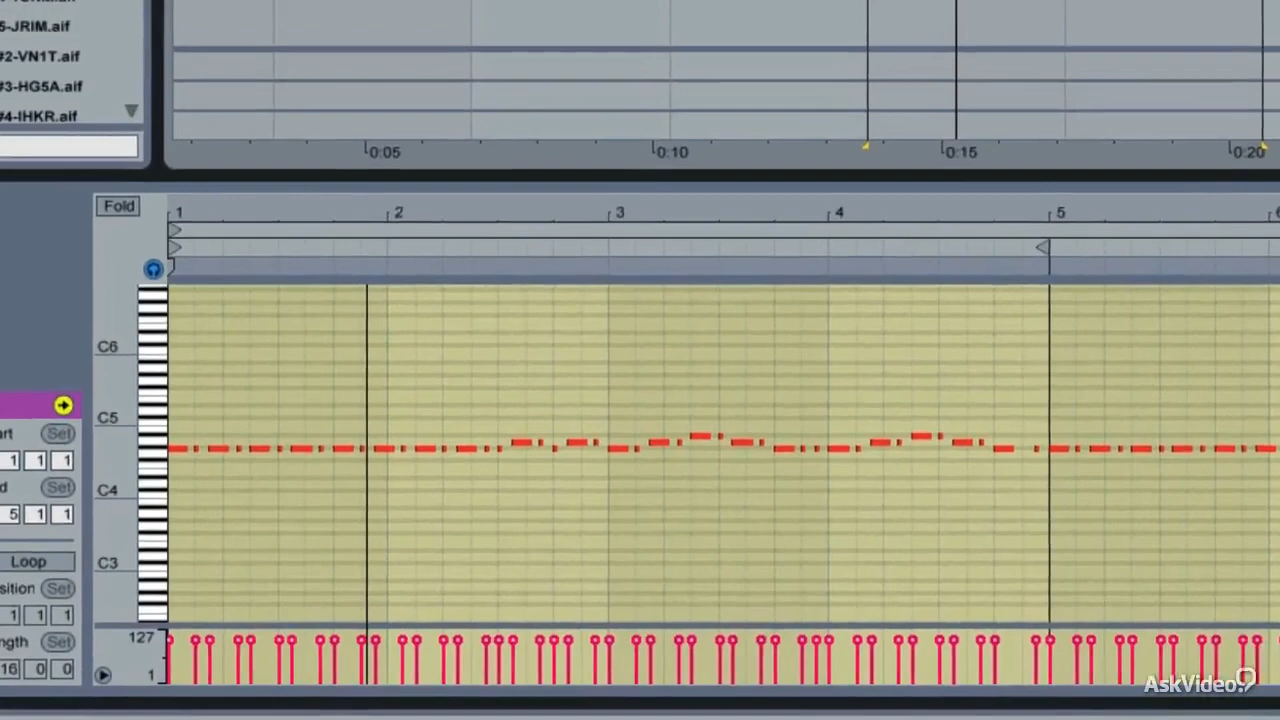 5-JRIM.aif
#2-VN1T.aif
#3-HG5A.aif
#4-IHKR.aif
0:05 0:10 0:15 0:20
Fold 1 2 3 4 5 6
C6
C5
art Set
1 1 1
C4
d Set
5 1 1
C3
Loop
sition Set
1 1 1
127
ngth Set
16 0 0
1
AskVideo